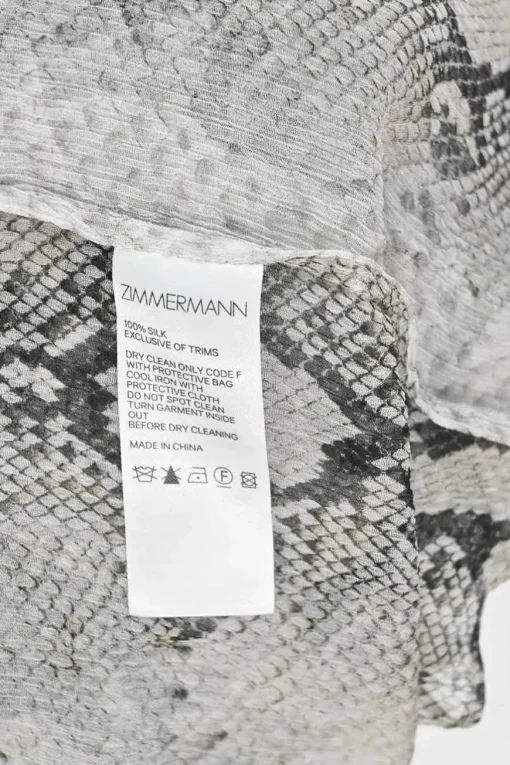 ZIMMERMANN
100% SILK
EXCLUSIVE OF TRIMS
DRY CLEAN ONLY CODE F
WITH PROTECTIVE BAG
COOL IRON WITH
PROTECTIVE CLOTH
DO NOT SPOT CLEAN
TURN GARMENT INSIDE
OUT
BEFORE DRY CLEANING
MADE IN CHINA
F